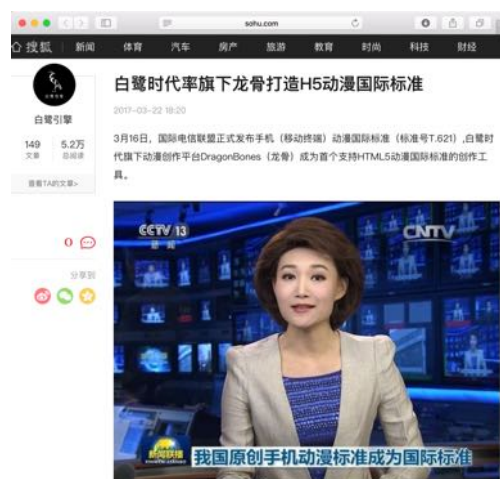 sohu.com
搜狐 新闻 体育 汽车 房产 旅游 教育 时尚 科技 财经
白鹭引擎
149 5.2万
文章 总阅读
查看TA的文章>
0
分享到
白鹭时代率旗下龙骨打造H5动漫国际标准
2017-03-22 18:20
3月16日，国际电信联盟正式发布手机（移动终端）动漫国际标准（标准号T.621）,白鹭时
代旗下动漫创作平台DragonBones（龙骨）成为首个支持HTML5动漫国际标准的创作工
具。
CCTV 13
新闻
CNTV
新闻联播
我国原创手机动漫标准成为国际标准